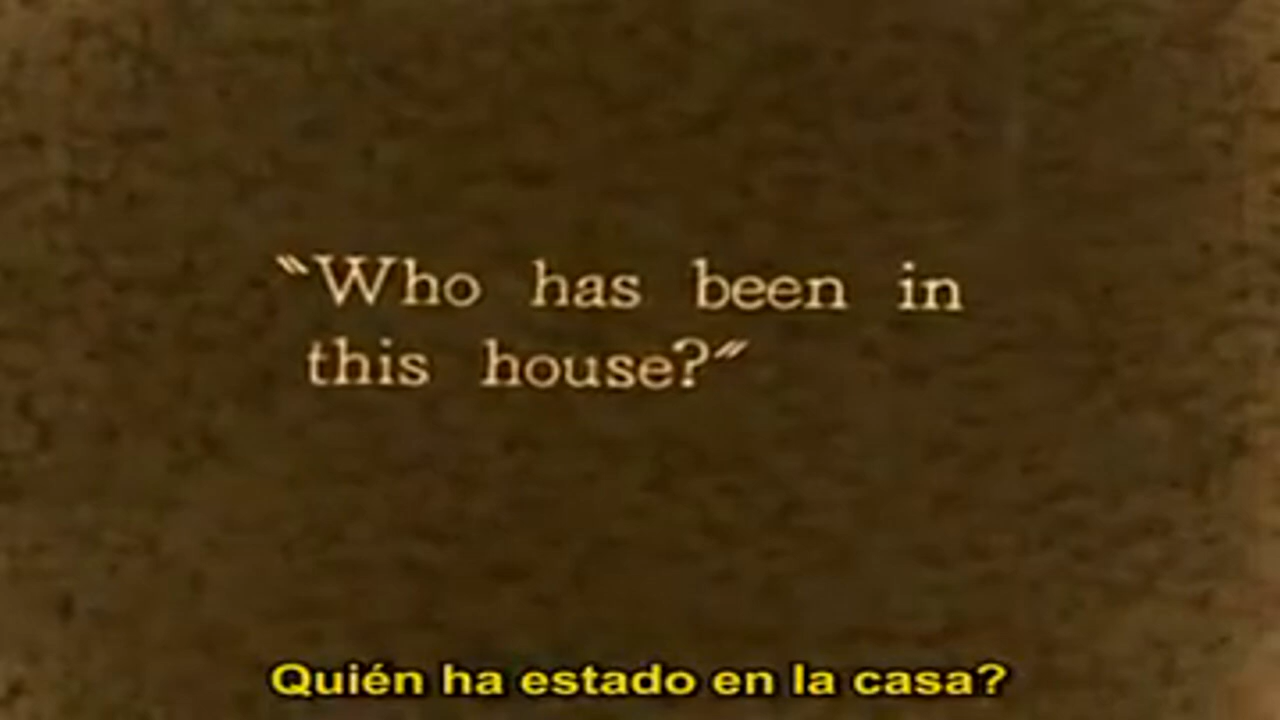 “Who has been in
this house?”
Quién ha estado en la casa?